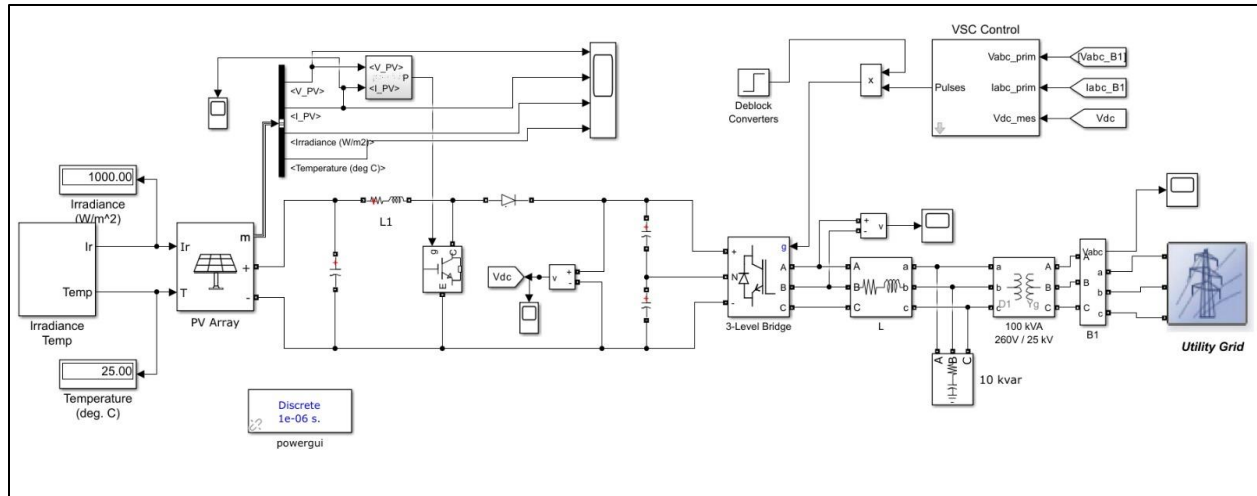 VSC Control
<V_PV>
<I_PV>
P
[Vabc_B1]
Vabc_prim
Iabc_prim
Iabc_B1
Pulses
Vdc_mes
Vdc
x
Deblock
Converters
<V_PV>
<I_PV>
<Irradiance (W/m2)>
<Temperature (deg C)>
1000.00
Irradiance
(W/m^2)
Ir
Temp
Irradiance
Temp
25.00
Temperature
(deg. C)
Ir
T
m
+
-
PV Array
L1
g
C
E
Vdc
v
+
-
g
+
N
-
A
B
C
3-Level Bridge
+
-
v
A
B
C
a
b
c
L
a
b
c
D1
Yg
A
B
C
100 kVA
260V / 25 kV
Vabc
A
B
C
a
b
c
B1
Utility Grid
A
B
C
10 kvar
Discrete
1e-06 s.
powergui